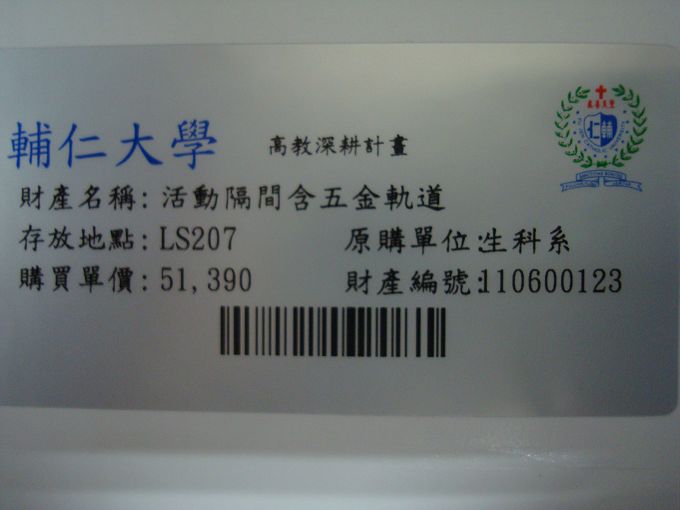 輔仁大學 高教深耕計畫
財產名稱: 活動隔間含五金軌道
存放地點: LS207 原購單位:生科系
購買單價: 51,390 財產編號:110600123
輔仁